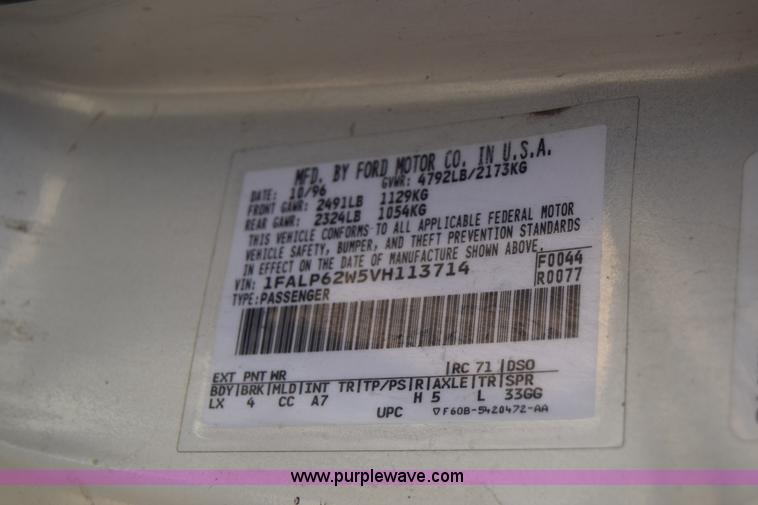 MFD. BY FORD MOTOR CO. IN U.S.A.
DATE: 10/96 GVWR: 4792LB/2173KG
FRONT GAWR: 2491LB 1129KG
REAR GAWR: 2324LB 1054KG
THIS VEHICLE CONFORMS TO ALL APPLICABLE FEDERAL MOTOR
VEHICLE SAFETY, BUMPER, AND THEFT PREVENTION STANDARDS
IN EFFECT ON THE DATE OF MANUFACTURE SHOWN ABOVE.
VIN: 1FALP62W5VH113714 F0044
TYPE: PASSENGER R0077
EXT PNT WR RC 71 DSO
BDY BRK MLD INT TR TP/PS R AXLE TR SPR
LX 4 CC A7 H 5 L 33GG
UPC ▽F60B-5420472-AA
www.purplewave.com